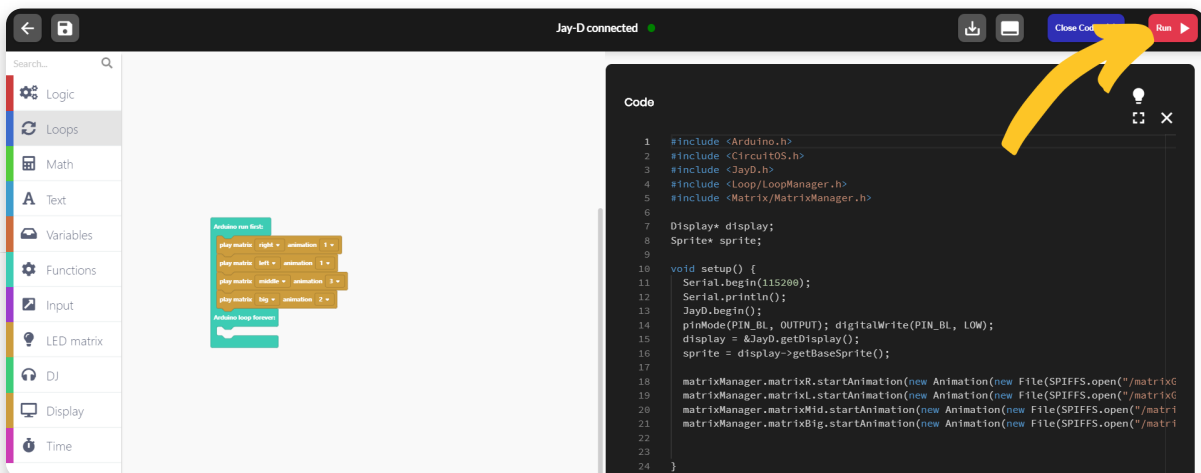 Jay-D connected
Close Cod
Run
Search...
Logic
Loops
Math
Text
Variables
Functions
Input
LED matrix
DJ
Display
Time
Arduino run first:
play matrix right animation 1
play matrix left animation 1
play matrix middle animation 3
play matrix big animation 2
Arduino loop forever:
Code
1 #include <Arduino.h>
2 #include <CircuitOS.h>
3 #include <JayD.h>
4 #include <Loop/LoopManager.h>
5 #include <Matrix/MatrixManager.h>
6
7 Display* display;
8 Sprite* sprite;
9
10 void setup() {
11 Serial.begin(115200);
12 Serial.println();
13 JayD.begin();
14 pinMode(PIN_BL, OUTPUT); digitalWrite(PIN_BL, LOW);
15 display = &JayD.getDisplay();
16 sprite = display->getBaseSprite();
17
18 matrixManager.matrixR.startAnimation(new Animation(new File(SPIFFS.open("/matrixG
19 matrixManager.matrixL.startAnimation(new Animation(new File(SPIFFS.open("/matrixG
20 matrixManager.matrixMid.startAnimation(new Animation(new File(SPIFFS.open("/matri
21 matrixManager.matrixBig.startAnimation(new Animation(new File(SPIFFS.open("/matri
22
23
24 }